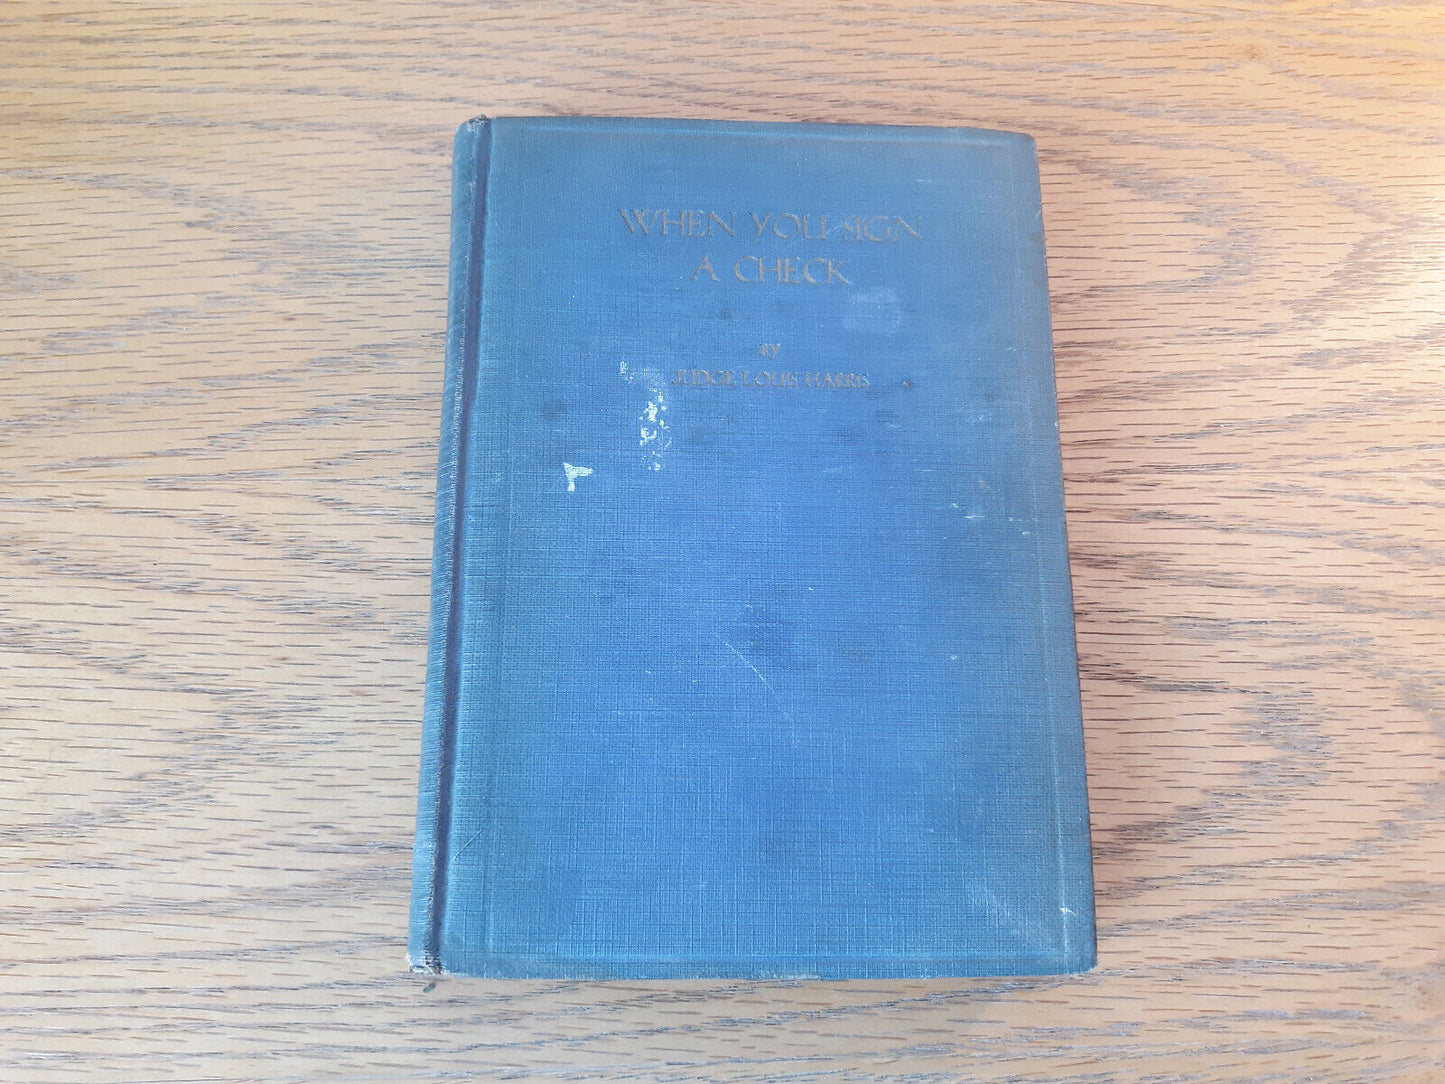 WHEN YOU SIGN
A CHECK
BY
JUDGE LOUIS HARRIS